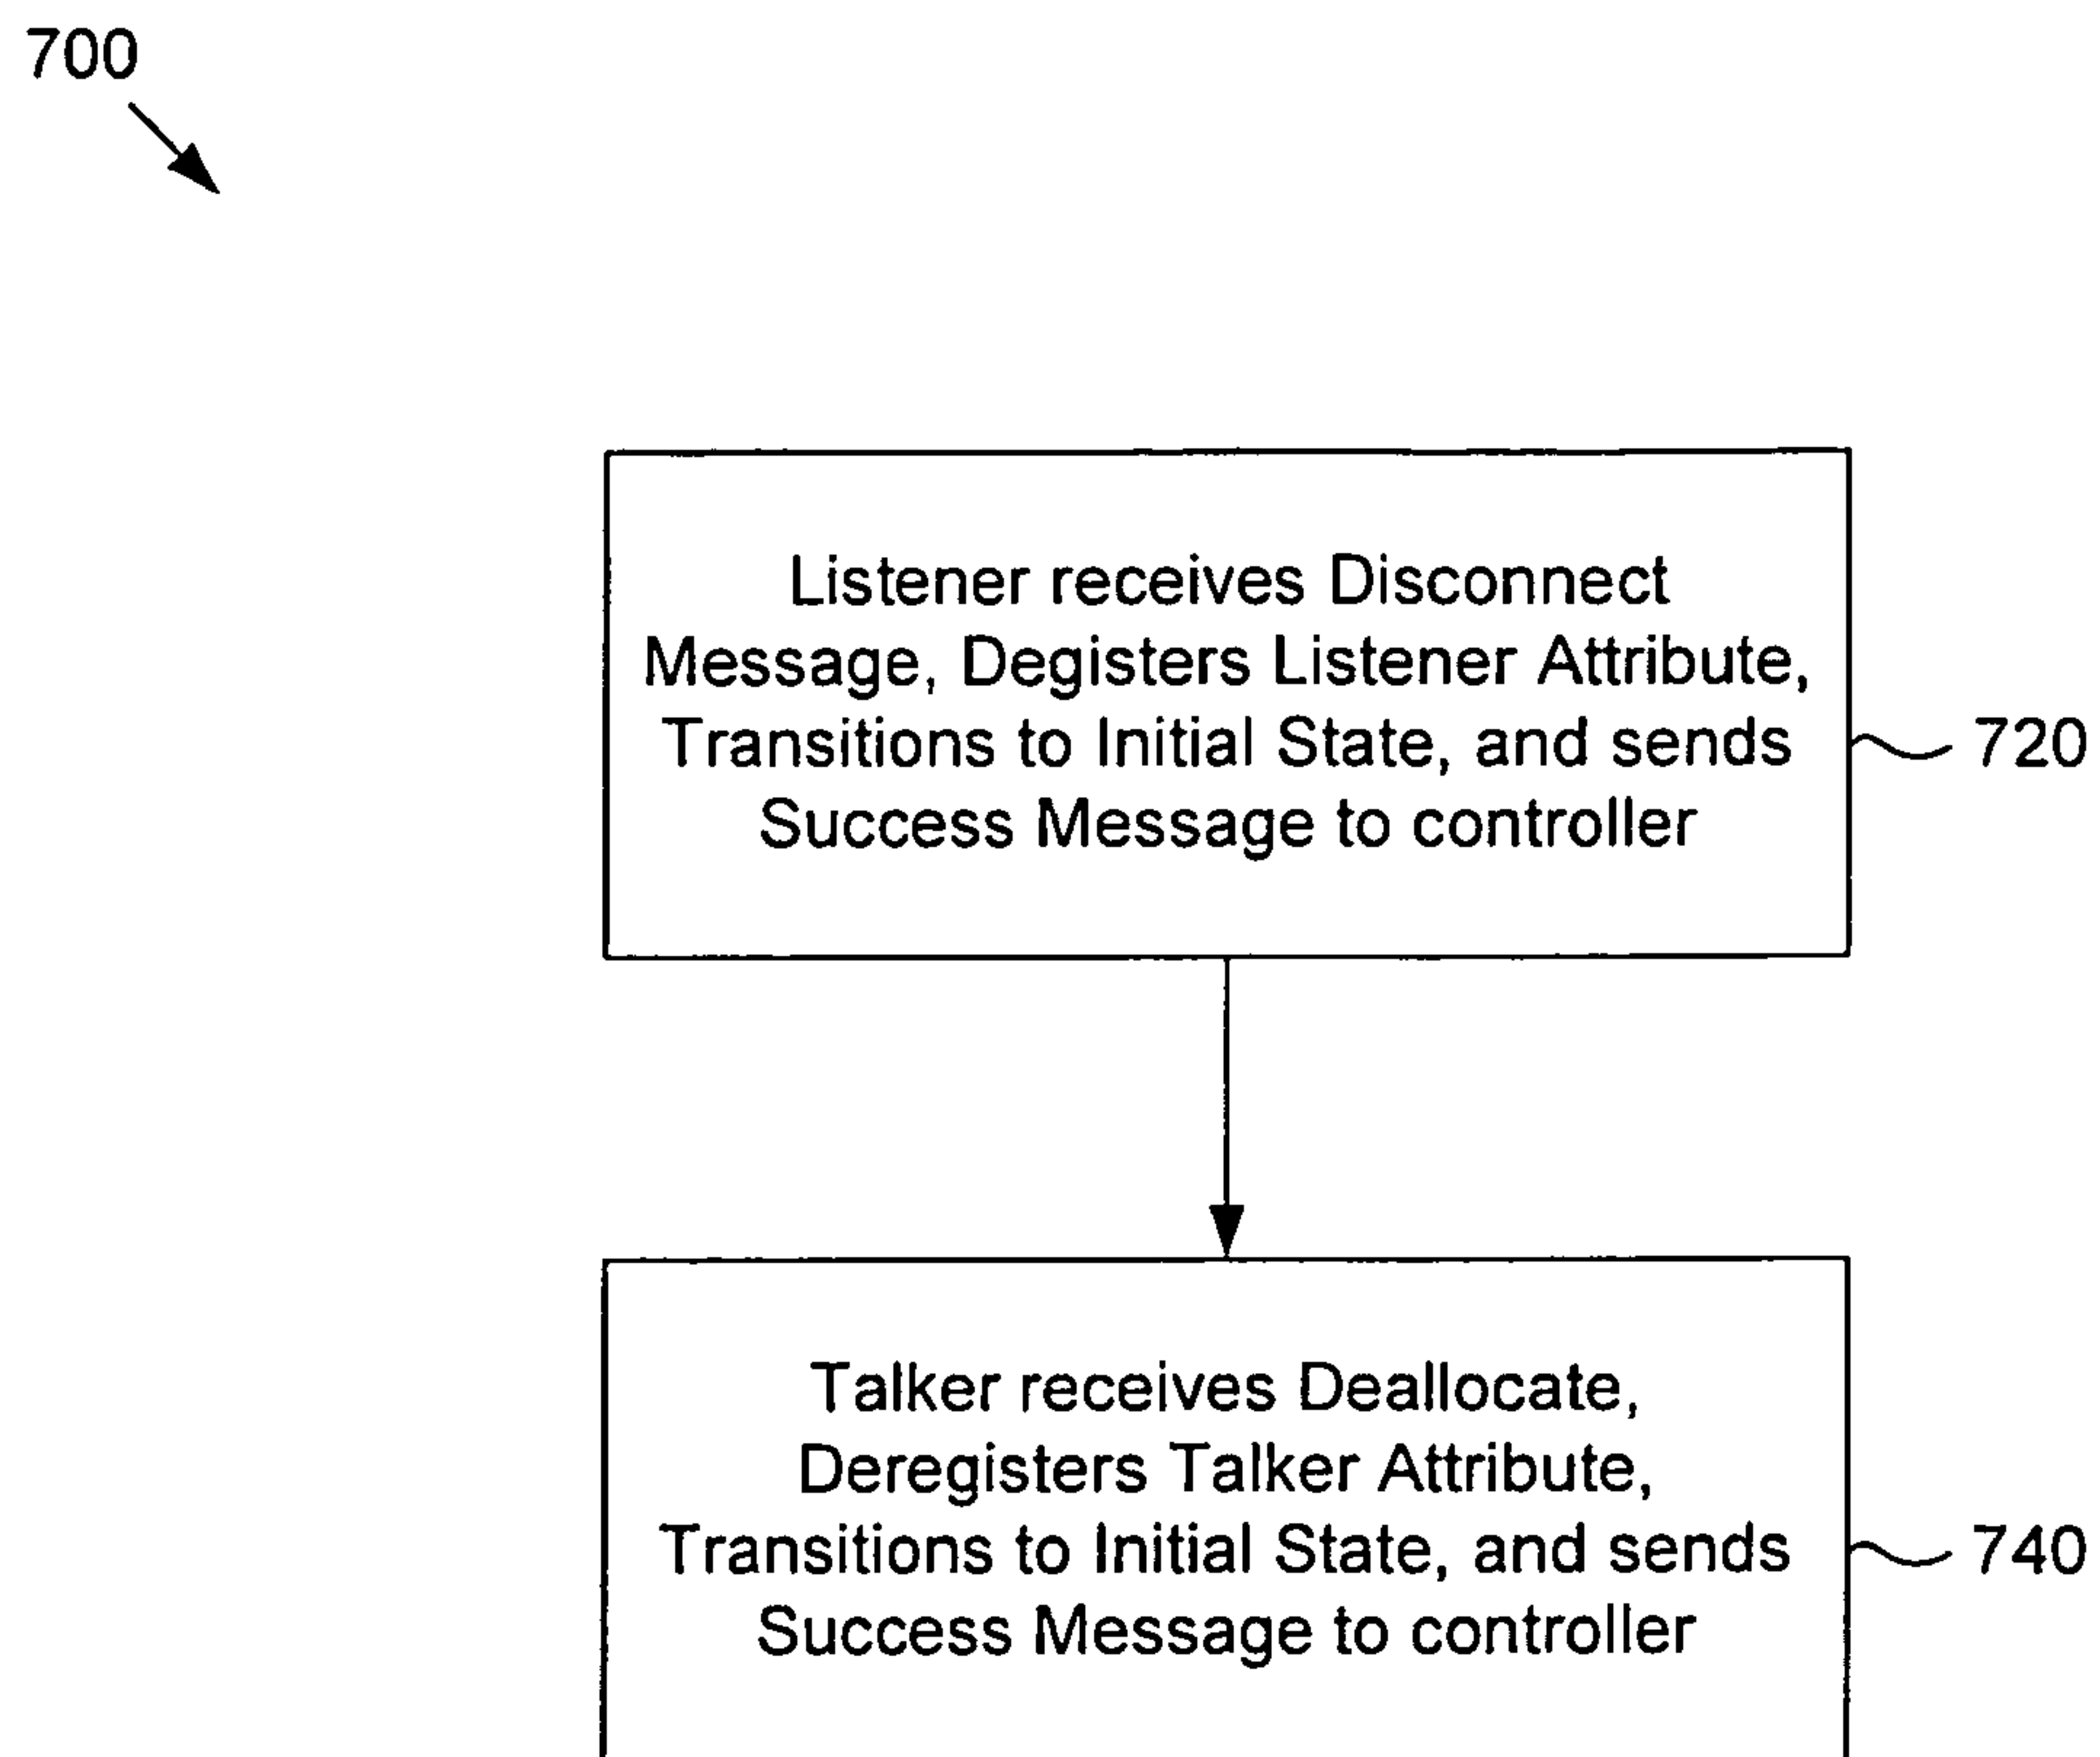 700
Listener receives Disconnect
Message, Degisters Listener Attribute,
Transitions to Initial State, and sends
Success Message to controller
720
Talker receives Deallocate,
Deregisters Talker Attribute,
Transitions to Initial State, and sends
Success Message to controller
740